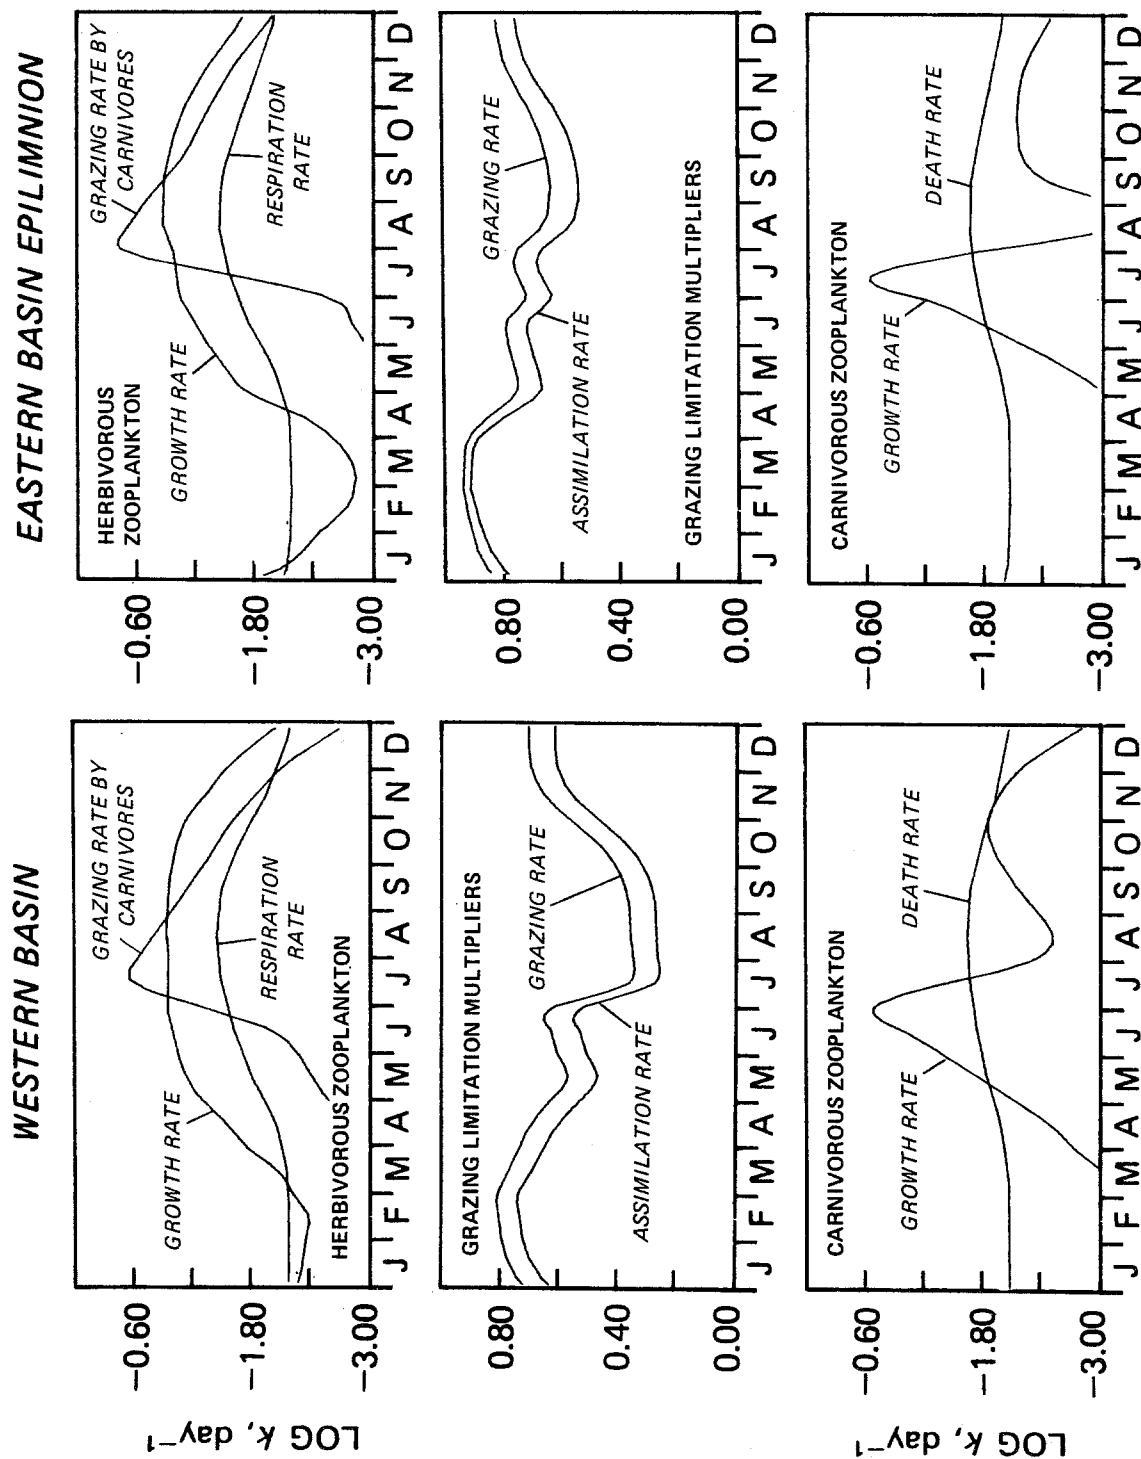 WESTERN BASIN
EASTERN BASIN EPILIMNION
LOG k, day⁻¹
−0.60
−1.80
−3.00
GROWTH RATE
GRAZING RATE BY
CARNIVORES
RESPIRATION
RATE
HERBIVOROUS ZOOPLANKTON
J F M A M J J A S O N D
−0.60
−1.80
−3.00
HERBIVOROUS
ZOOPLANKTON
GROWTH RATE
GRAZING RATE BY
CARNIVORES
RESPIRATION
RATE
J F M A M J J A S O N D
0.80
0.40
0.00
GRAZING LIMITATION MULTIPLIERS
GRAZING RATE
ASSIMILATION RATE
J F M A M J J A S O N D
0.80
0.40
0.00
GRAZING RATE
ASSIMILATION RATE
GRAZING LIMITATION MULTIPLIERS
J F M A M J J A S O N D
LOG k, day⁻¹
−0.60
−1.80
−3.00
CARNIVOROUS ZOOPLANKTON
DEATH RATE
GROWTH RATE
J F M A M J J A S O N D
−0.60
−1.80
−3.00
CARNIVOROUS ZOOPLANKTON
DEATH RATE
GROWTH RATE
J F M A M J J A S O N D